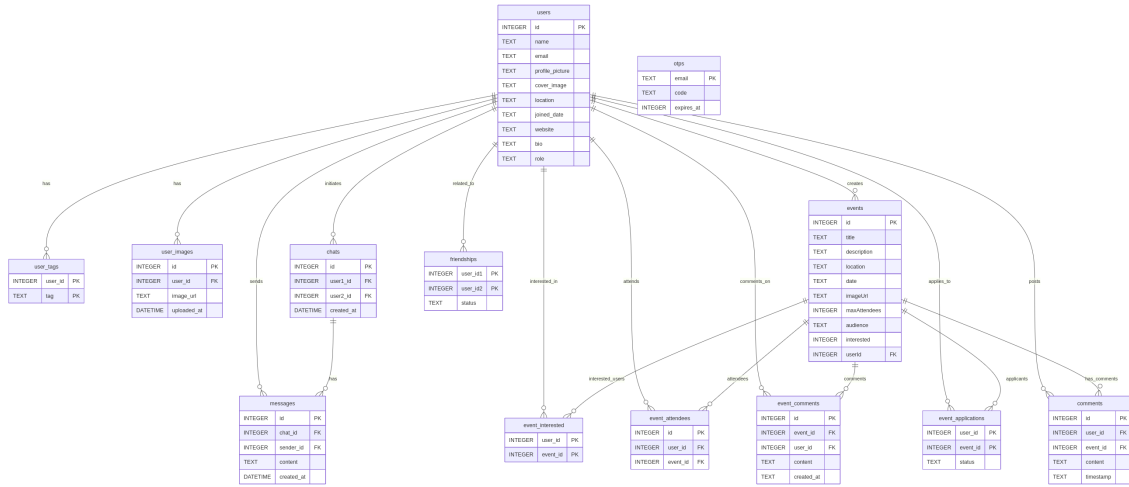 users
INTEGER id PK
TEXT name
TEXT email
TEXT profile_picture
TEXT cover_image
TEXT location
TEXT joined_date
TEXT website
TEXT bio
TEXT role
otps
TEXT email PK
TEXT code
INTEGER expires_at
has
has
initiates
related_to
creates
sends
interested_in
attends
comments_on
applies_to
posts
user_tags
INTEGER user_id PK
TEXT tag PK
user_images
INTEGER id PK
INTEGER user_id FK
TEXT image_url
DATETIME uploaded_at
chats
INTEGER id PK
INTEGER user1_id FK
INTEGER user2_id FK
DATETIME created_at
friendships
INTEGER user_id1 PK
INTEGER user_id2 PK
TEXT status
events
INTEGER id PK
TEXT title
TEXT description
TEXT location
TEXT date
TEXT imageUrl
INTEGER maxAttendees
TEXT audience
INTEGER interested
INTEGER userId FK
has
interested_users
attendees
comments
applicants
has_comments
messages
INTEGER id PK
INTEGER chat_id FK
INTEGER sender_id FK
TEXT content
DATETIME created_at
event_interested
INTEGER user_id PK
INTEGER event_id PK
event_attendees
INTEGER id PK
INTEGER user_id FK
INTEGER event_id FK
event_comments
INTEGER id PK
INTEGER event_id FK
INTEGER user_id FK
TEXT content
TEXT created_at
event_applications
INTEGER user_id PK
INTEGER event_id PK
TEXT status
comments
INTEGER id PK
INTEGER user_id FK
INTEGER event_id FK
TEXT content
TEXT timestamp